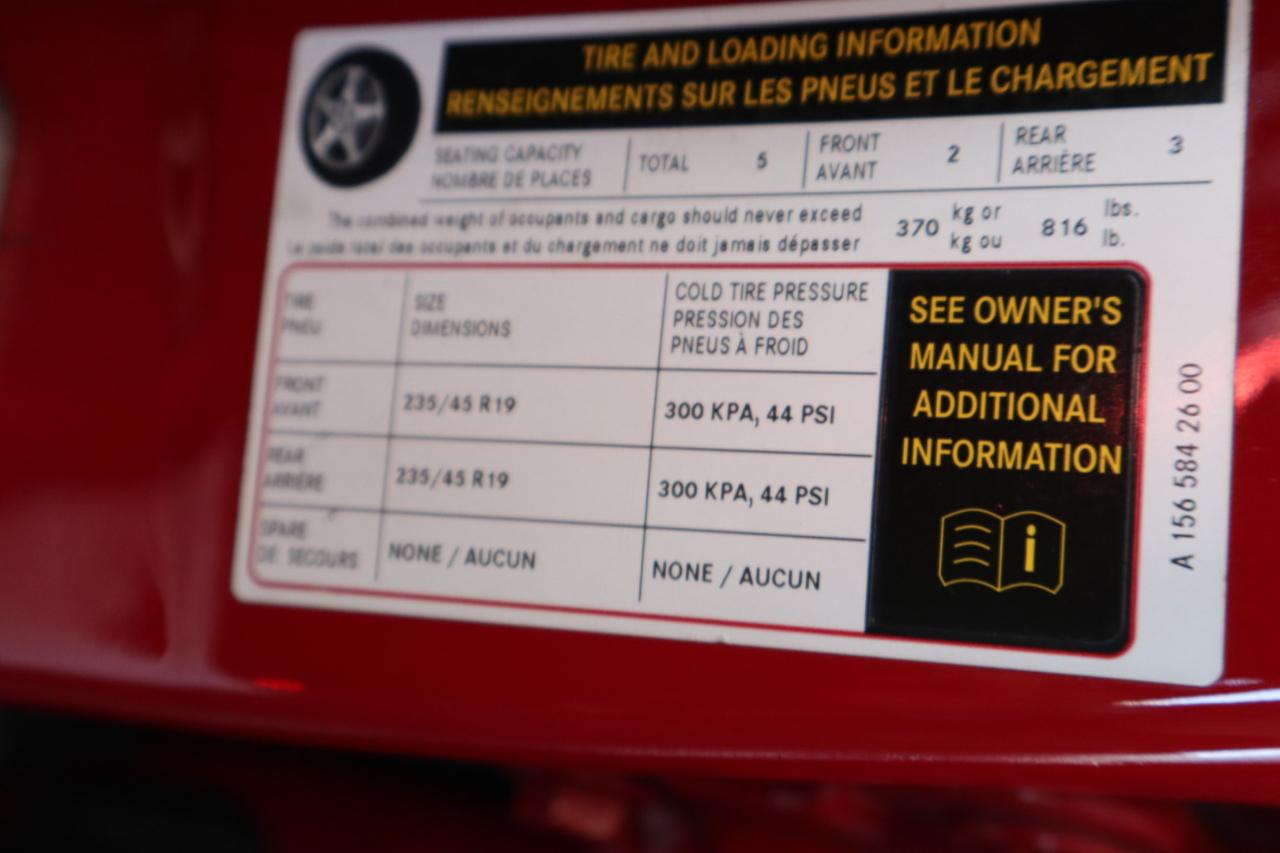 TIRE AND LOADING INFORMATION
RENSEIGNEMENTS SUR LES PNEUS ET LE CHARGEMENT
SEATING CAPACITY
NOMBRE DE PLACES
TOTAL 5
FRONT
AVANT
2
REAR
ARRIÈRE
3
The combined weight of occupants and cargo should never exceed
Le poids total des occupants et du chargement ne doit jamais dépasser
370
kg or
kg ou
816
lbs.
lb.
TIRE
PNEU
SIZE
DIMENSIONS
COLD TIRE PRESSURE
PRESSION DES
PNEUS À FROID
FRONT
AVANT
235/45 R19
300 KPA, 44 PSI
REAR
ARRIÈRE
235/45 R19
300 KPA, 44 PSI
SPARE
DE SECOURS
NONE / AUCUN
NONE / AUCUN
SEE OWNER'S
MANUAL FOR
ADDITIONAL
INFORMATION
i
A 156 584 26 00